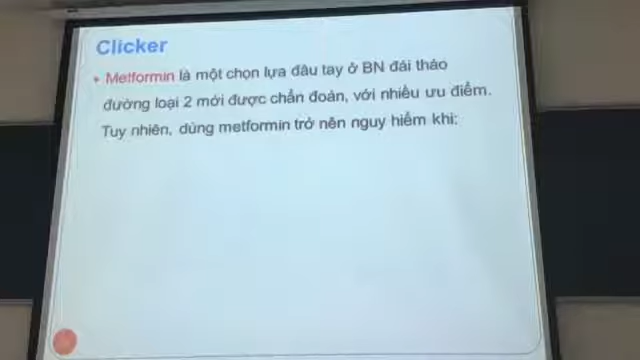 Clicker
Metformin là một chọn lựa đầu tay ở BN đái tháo
đường loại 2 mới được chẩn đoán, với nhiều ưu điểm.
Tuy nhiên, dùng metformin trở nên nguy hiểm khi: